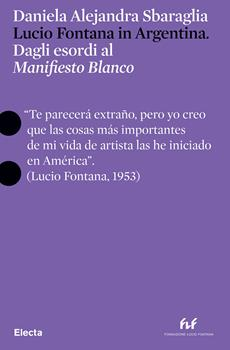 Daniela Alejandra Sbaraglia
Lucio Fontana in Argentina.
Dagli esordi al
Manifiesto Blanco
“Te parecerá extraño, pero yo creo
que las cosas más importantes
de mi vida de artista las he iniciado
en América”.
(Lucio Fontana, 1953)
Electa
FONDAZIONE LUCIO FONTANA